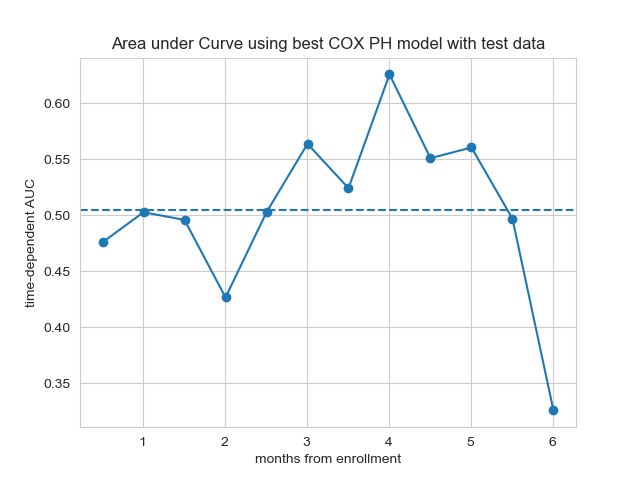 Area under Curve using best COX PH model with test data
time-dependent AUC
0.60
0.55
0.50
0.45
0.40
0.35
1 2 3 4 5 6
months from enrollment